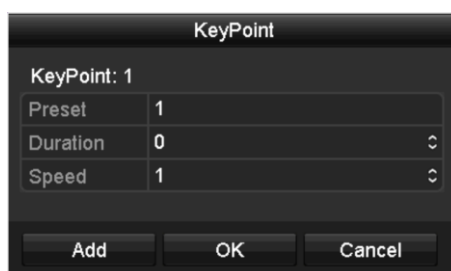 KeyPoint
KeyPoint: 1
Preset 1
Duration 0
Speed 1
Add OK Cancel